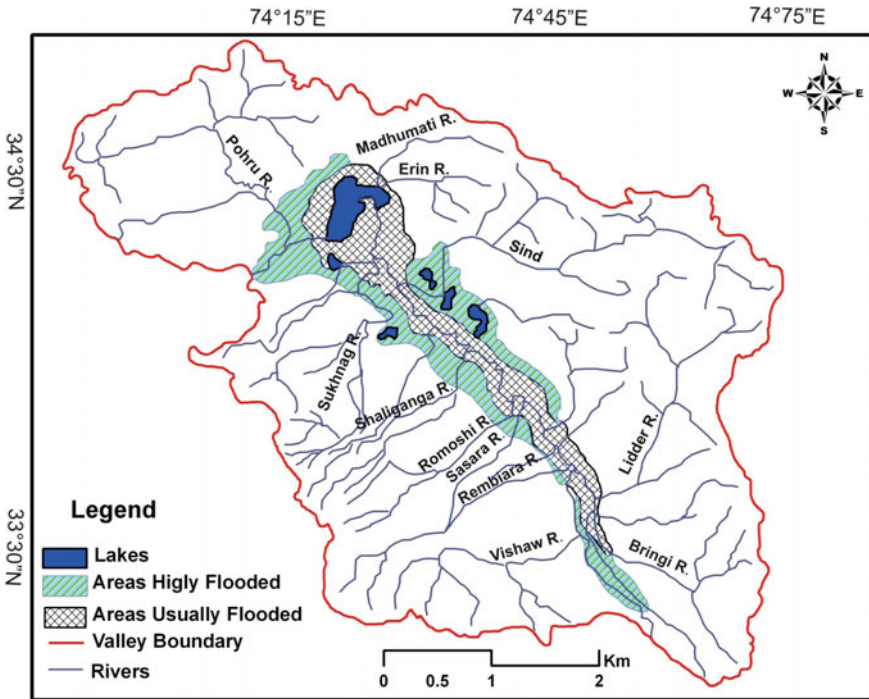 74°15”E
74°45”E
74°75”E
N
W
E
S
34°30”N
33°30”N
Pohru R.
Madhumati R.
Erin R.
Sind
Sukhnag R.
Shaliganga R.
Romoshi R.
Sasara R.
Rembiara R.
Lidder R.
Vishaw R.
Bringi R.
Legend
Lakes
Areas Higly Flooded
Areas Usually Flooded
Valley Boundary
Rivers
Km
0 0.5 1 2